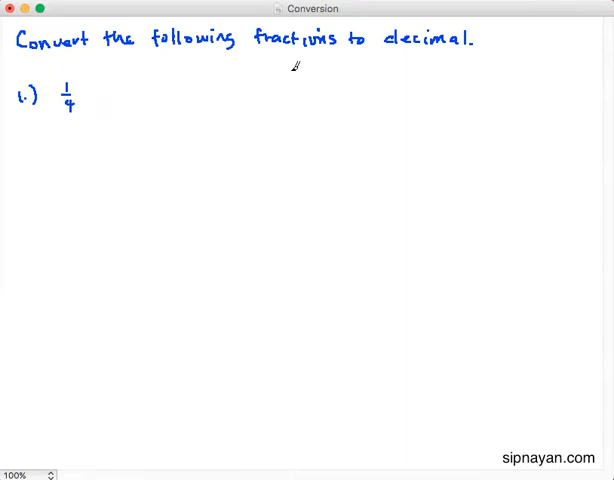 Conversion
Convert the following fractions to decimal.
1.) 1/4
sipnayan.com
100%